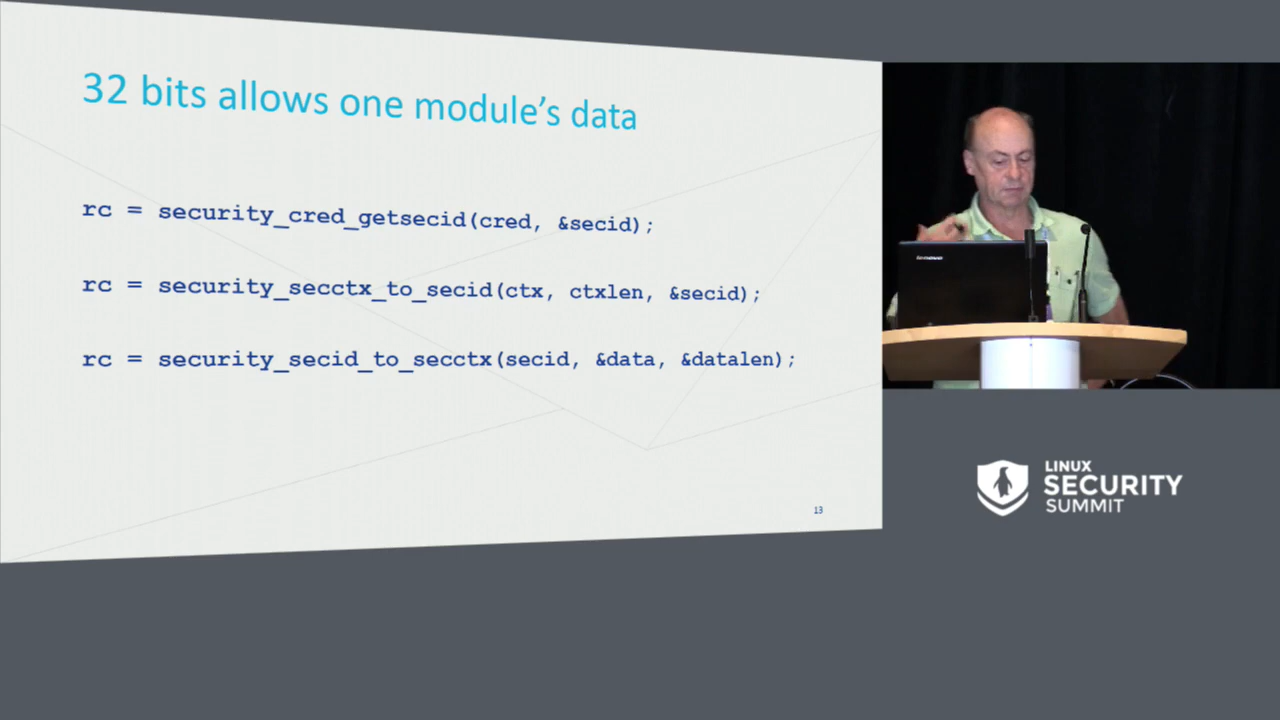 32 bits allows one module's data
rc = security_cred_getsecid(cred, &secid);
rc = security_secctx_to_secid(ctx, ctxlen, &secid);
rc = security_secid_to_secctx(secid, &data, &datalen);
13
lenovo
LINUX
SECURITY
SUMMIT